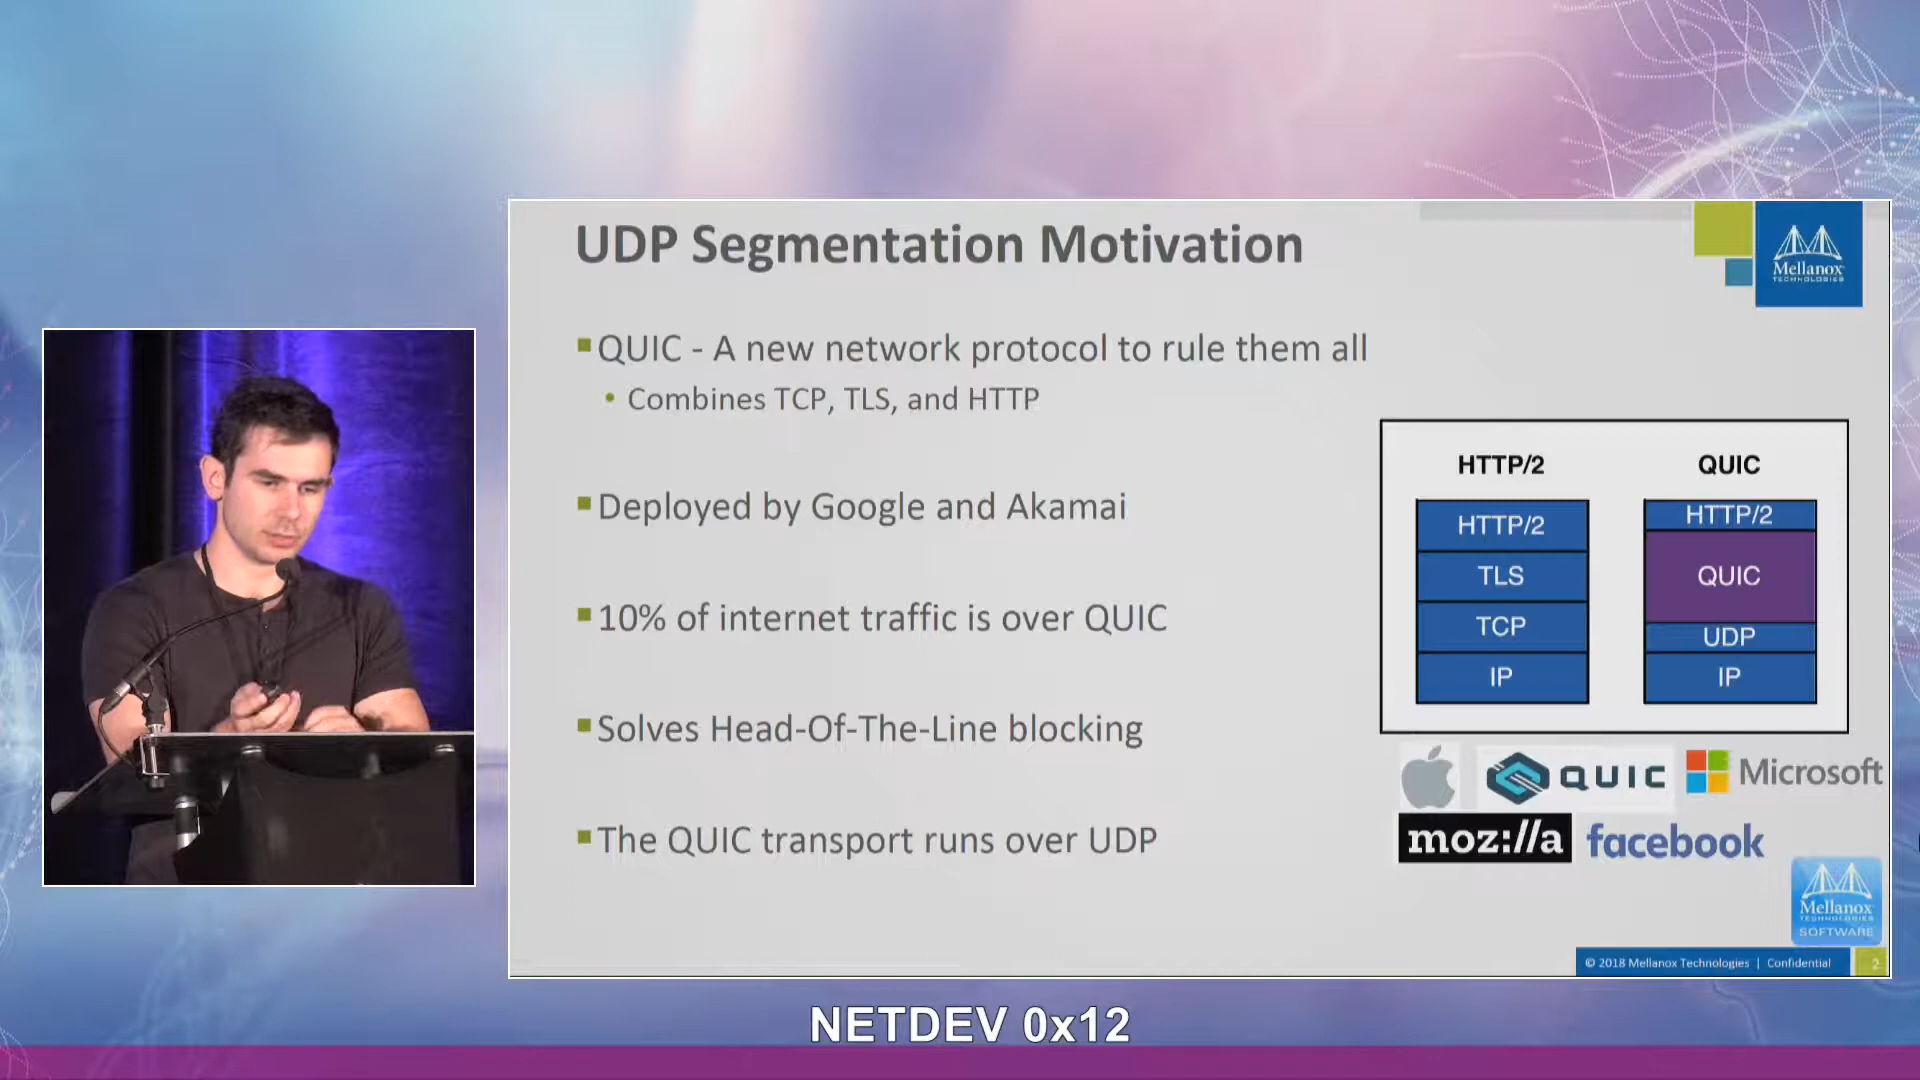 UDP Segmentation Motivation
Mellanox
TECHNOLOGIES
QUIC - A new network protocol to rule them all
Combines TCP, TLS, and HTTP
Deployed by Google and Akamai
10% of internet traffic is over QUIC
Solves Head-Of-The-Line blocking
The QUIC transport runs over UDP
HTTP/2
HTTP/2
TLS
TCP
IP
QUIC
HTTP/2
QUIC
UDP
IP
QUIC
Microsoft
moz://a
facebook
Mellanox
TECHNOLOGIES
SOFTWARE
© 2018 Mellanox Technologies | Confidential
2
NETDEV 0x12